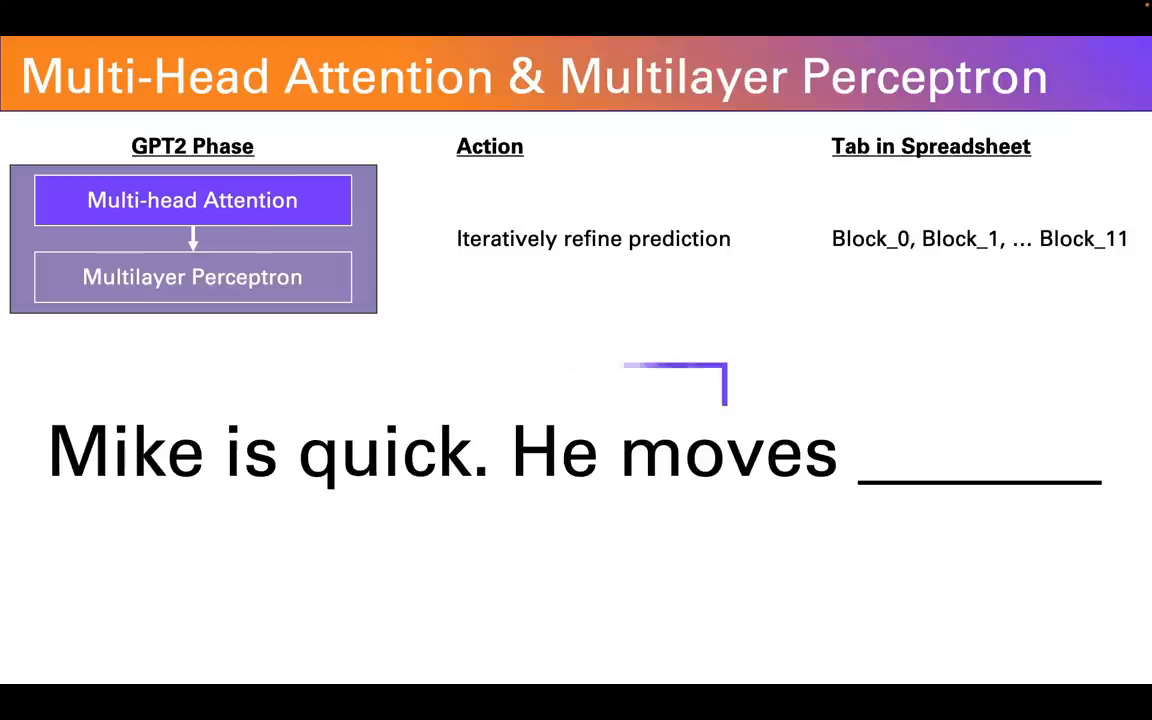 Multi-Head Attention & Multilayer Perceptron
GPT2 Phase
Action
Tab in Spreadsheet
Multi-head Attention
Iteratively refine prediction
Block_0, Block_1, ... Block_11
Multilayer Perceptron
Mike is quick. He moves ________